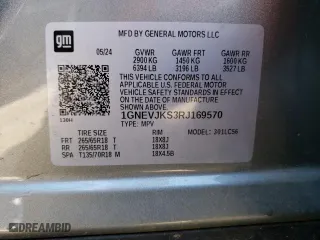 gm
MFD BY GENERAL MOTORS LLC
05/24 GVWR GAWR FRT GAWR RR
2900 KG 1450 KG 1600 KG
6394 LB 3196 LB 3527 LB
THIS VEHICLE CONFORMS TO ALL
APPLICABLE U.S. FEDERAL MOTOR
VEHICLE SAFETY STANDARDS IN
EFFECT ON THE DATE OF
MANUFACTURE SHOWN ABOVE.
1GNEVJKS3RJ169570
TYPE: MPV MODEL:
TIRE SIZE RIM
FRT 265/65R18 T 18X8J
RR 265/65R18 T 18X8J
SPA T135/70R18 M 18X4.5B
© AUTOBIDMASTER.COM